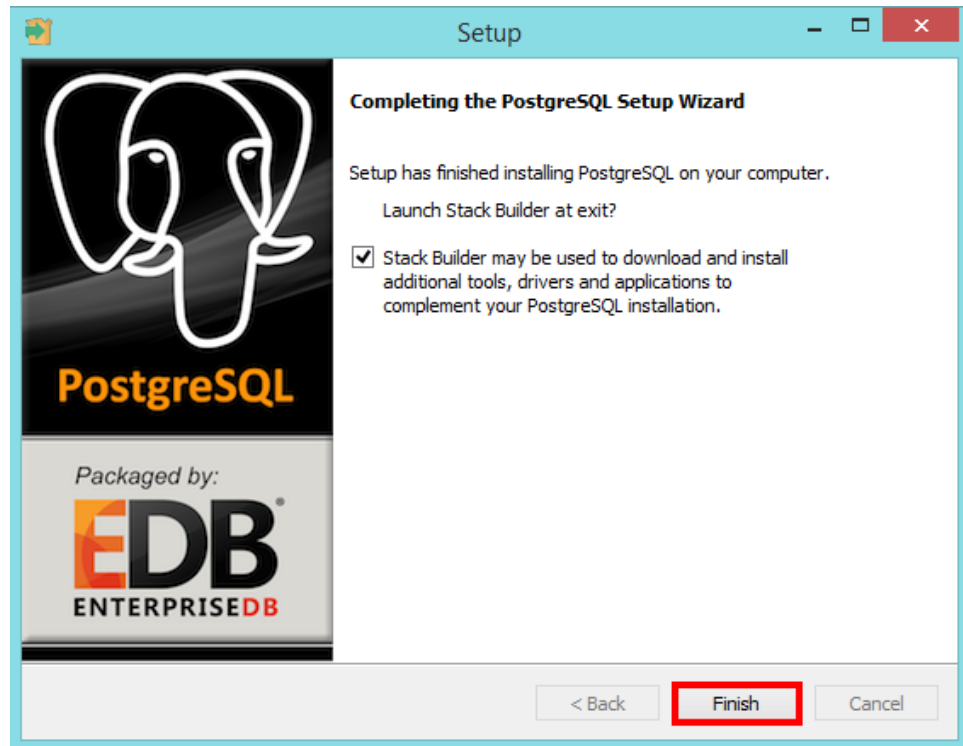 Setup
Completing the PostgreSQL Setup Wizard
Setup has finished installing PostgreSQL on your computer.
Launch Stack Builder at exit?
Stack Builder may be used to download and install
additional tools, drivers and applications to
complement your PostgreSQL installation.
PostgreSQL
Packaged by:
EDB®
ENTERPRISEDB
< Back
Finish
Cancel